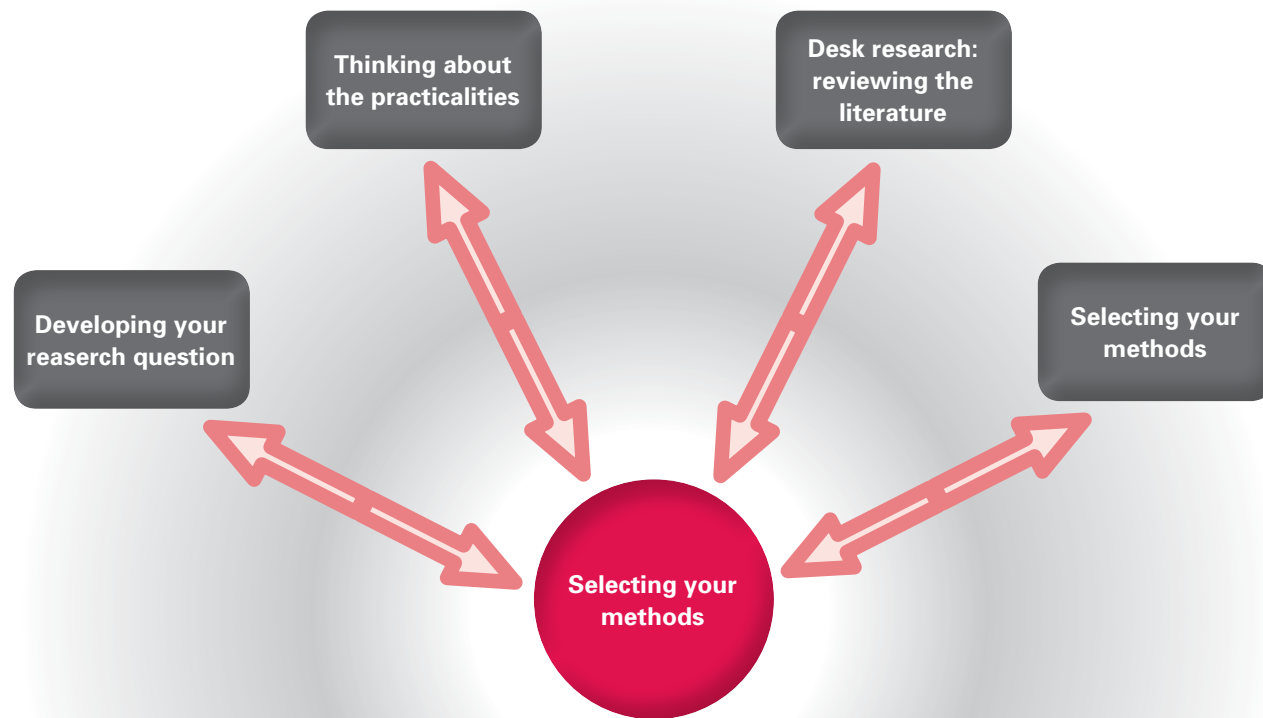 Thinking about
the practicalities
Desk research:
reviewing the
literature
Developing your
reaserch question
Selecting your
methods
Selecting your
methods